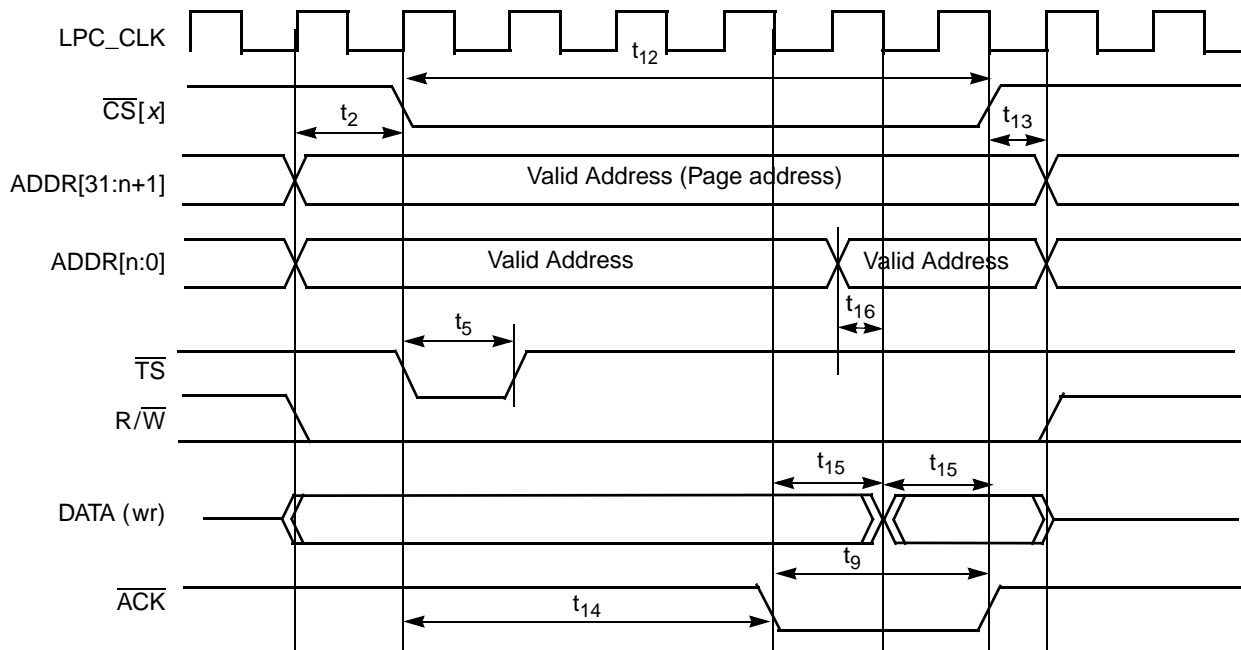 LPC_CLK
t12
CS[x]
t2
t13
ADDR[31:n+1]
Valid Address (Page address)
ADDR[n:0]
Valid Address
Valid Address
t16
t5
TS
R/W
t15
t15
DATA (wr)
t9
ACK
t14